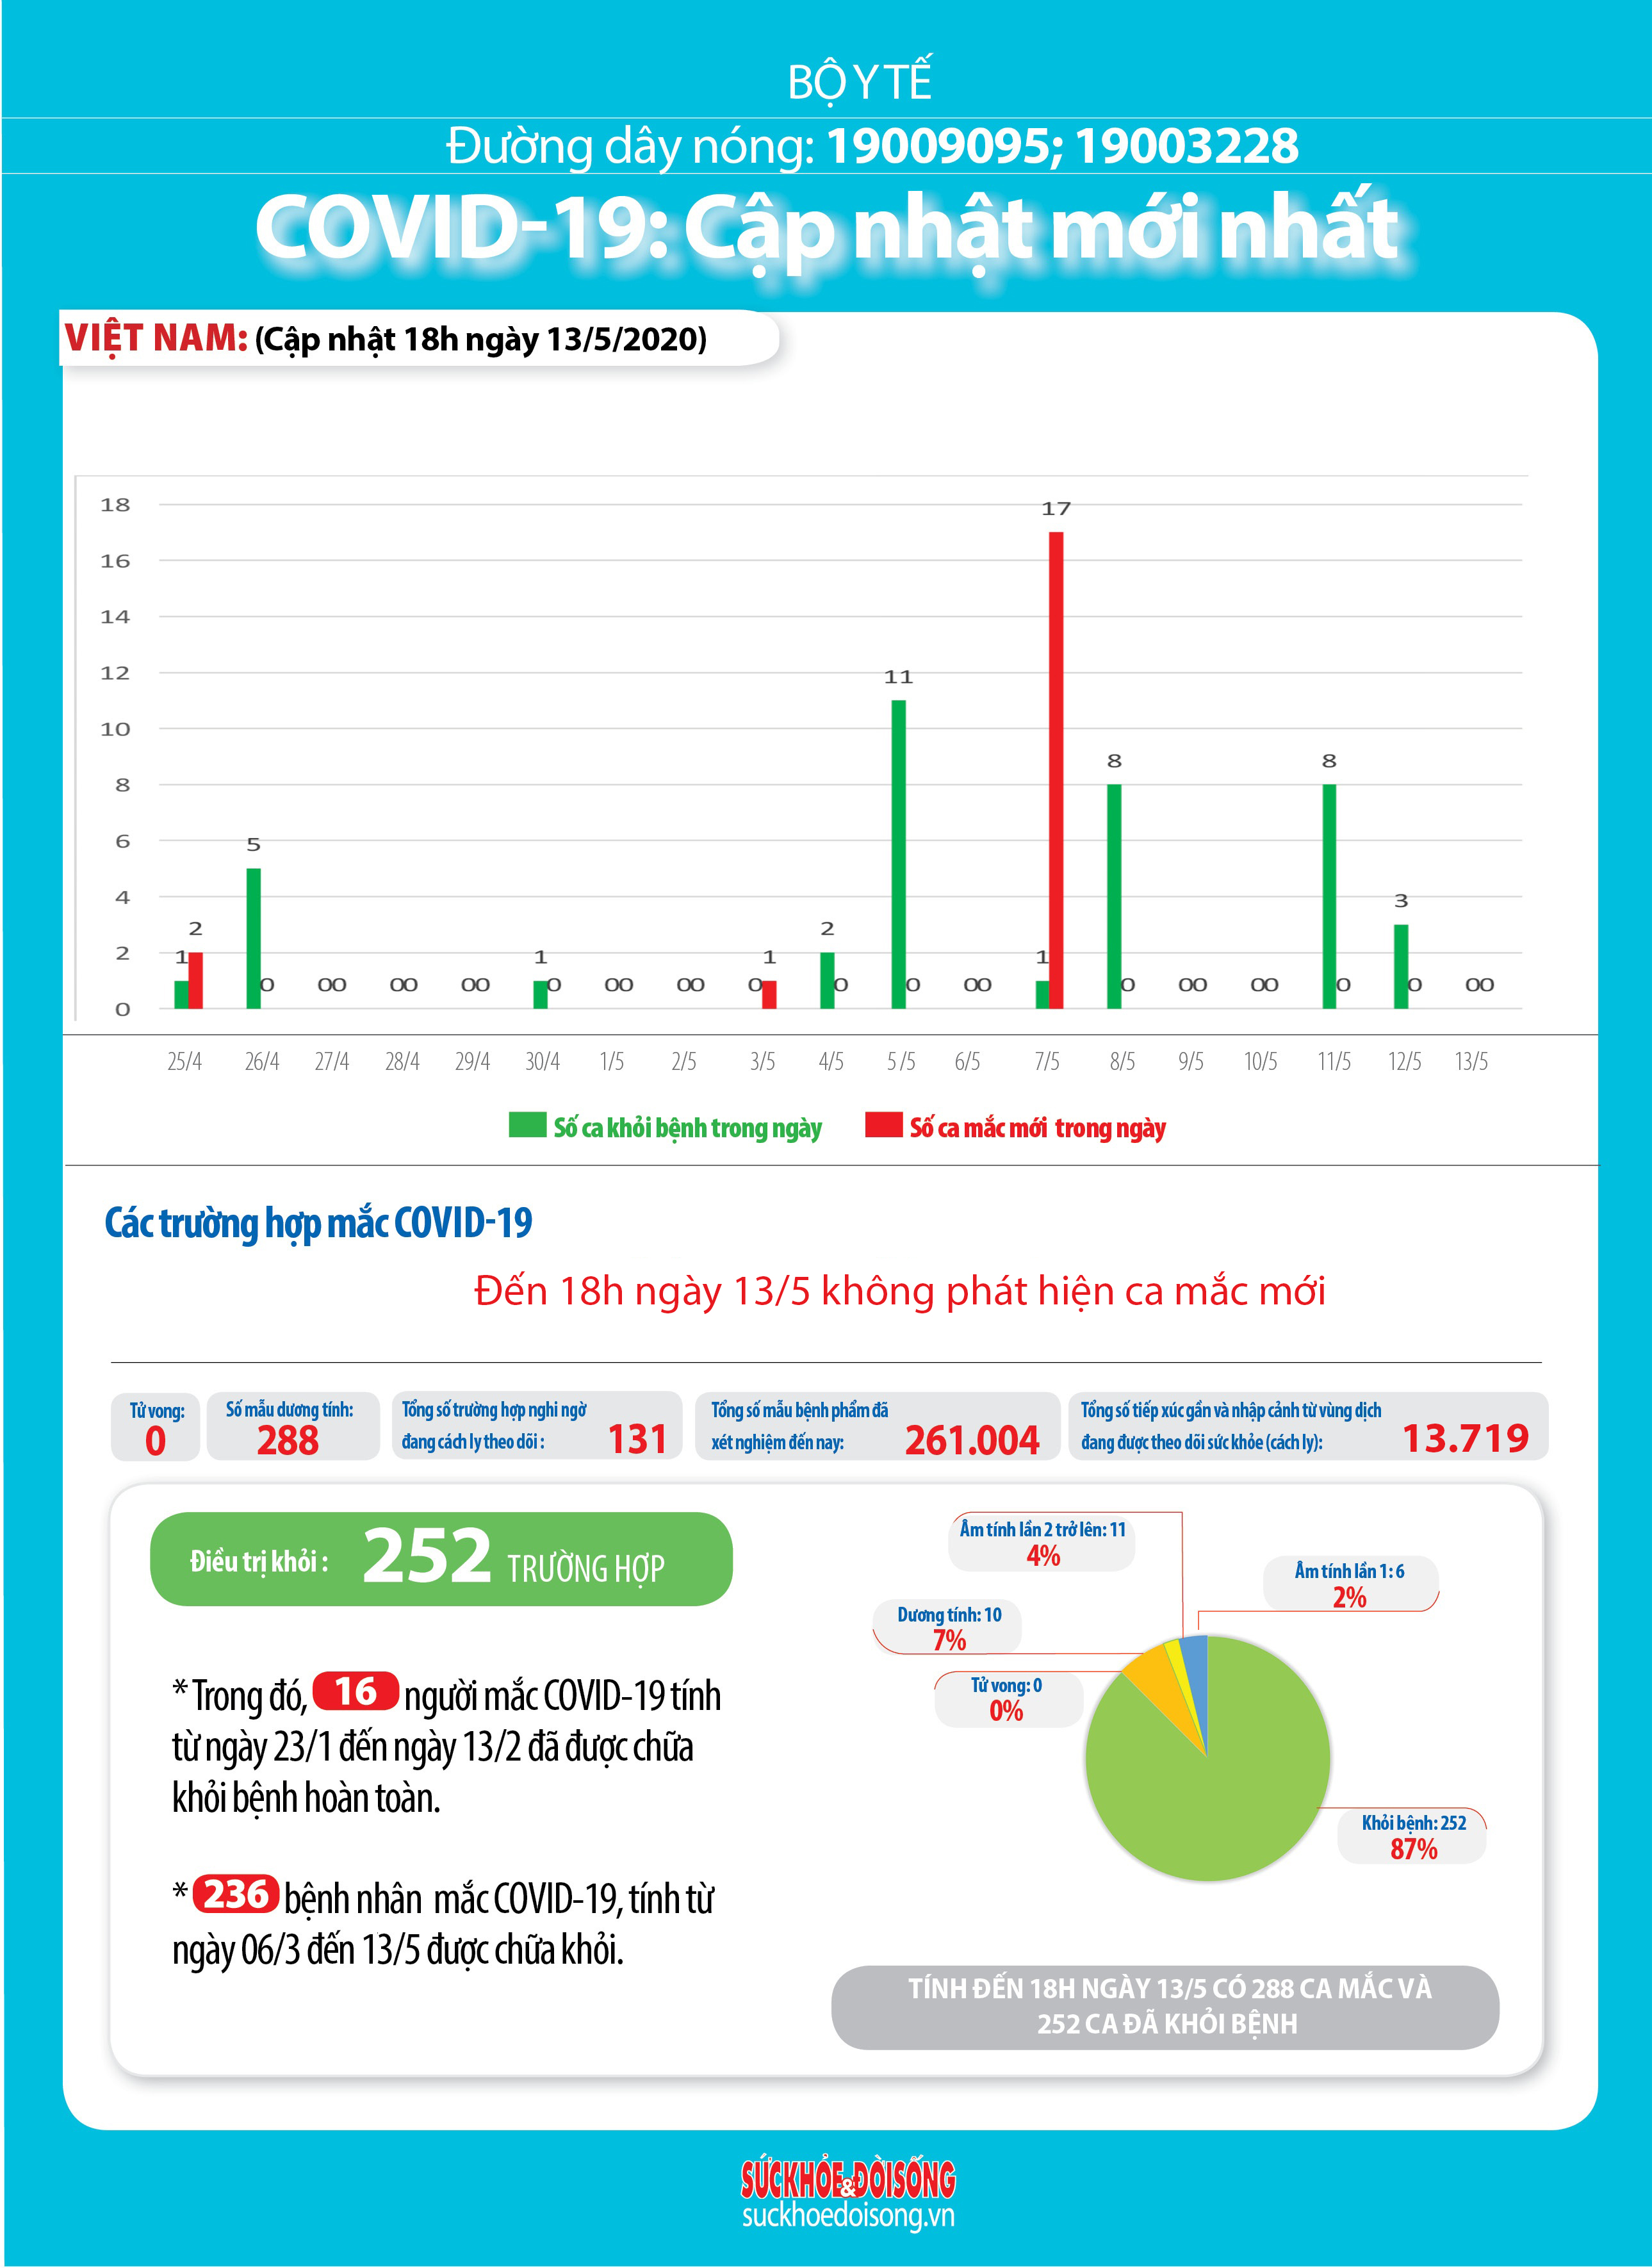 BỘ Y TẾ
Đường dây nóng: 19009095; 19003228
COVID-19: Cập nhật mới nhất
VIỆT NAM: (Cập nhật 18h ngày 13/5/2020)
18
16
14
12
10
8
6
4
2
0
1 2
5 0
0 0
0 0
0 0
1 0
0 0
0 0
0 1
2 0
11 0
0 0
1 17
8 0
0 0
0 0
8 0
3 0
0 0
25/4 26/4 27/4 28/4 29/4 30/4 1/5 2/5 3/5 4/5 5/5 6/5 7/5 8/5 9/5 10/5 11/5 12/5 13/5
Số ca khỏi bệnh trong ngày Số ca mắc mới trong ngày
Các trường hợp mắc COVID-19
Đến 18h ngày 13/5 không phát hiện ca mắc mới
Tử vong:
0
Số mẫu dương tính:
288
Tổng số trường hợp nghi ngờ
đang cách ly theo dõi : 131
Tổng số mẫu bệnh phẩm đã
xét nghiệm đến nay: 261.004
Tổng số tiếp xúc gần và nhập cảnh từ vùng dịch
đang được theo dõi sức khỏe (cách ly): 13.719
Điều trị khỏi : 252 TRƯỜNG HỢP
* Trong đó, 16 người mắc COVID-19 tính
từ ngày 23/1 đến ngày 13/2 đã được chữa
khỏi bệnh hoàn toàn.
* 236 bệnh nhân mắc COVID-19, tính từ
ngày 06/3 đến 13/5 được chữa khỏi.
Âm tính lần 2 trở lên: 11
4%
Âm tính lần 1: 6
2%
Dương tính: 10
7%
Tử vong: 0
0%
Khỏi bệnh: 252
87%
TÍNH ĐẾN 18H NGÀY 13/5 CÓ 288 CA MẮC VÀ
252 CA ĐÃ KHỎI BỆNH
SỨC KHỎE & ĐỜI SỐNG
suckhoedoisong.vn